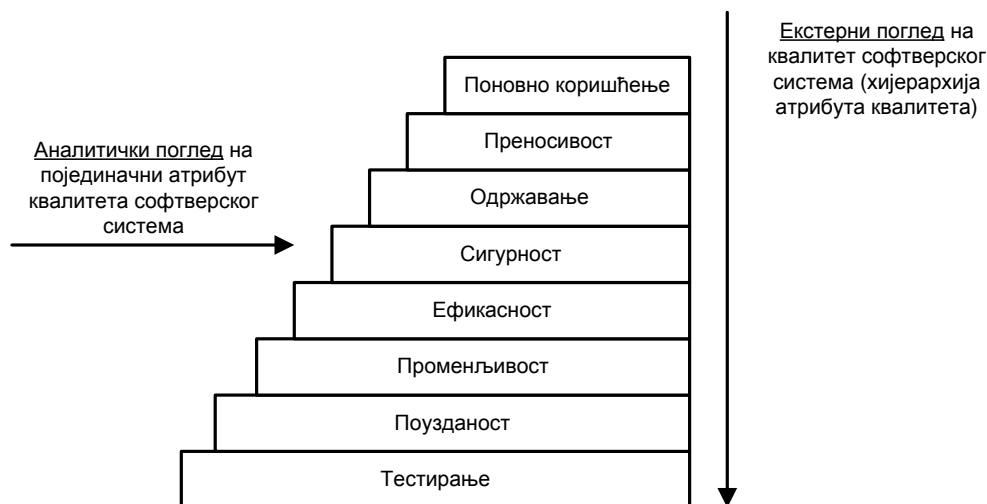 Екстерни поглед на
квалитет софтверског
система (хијерархија
атрибута квалитета)
Поновно коришћење
Преносивост
Аналитички поглед на
појединачни атрибут
квалитета софтверског
система
Одржавање
Сигурност
Ефикасност
Променљивост
Поузданост
Тестирање